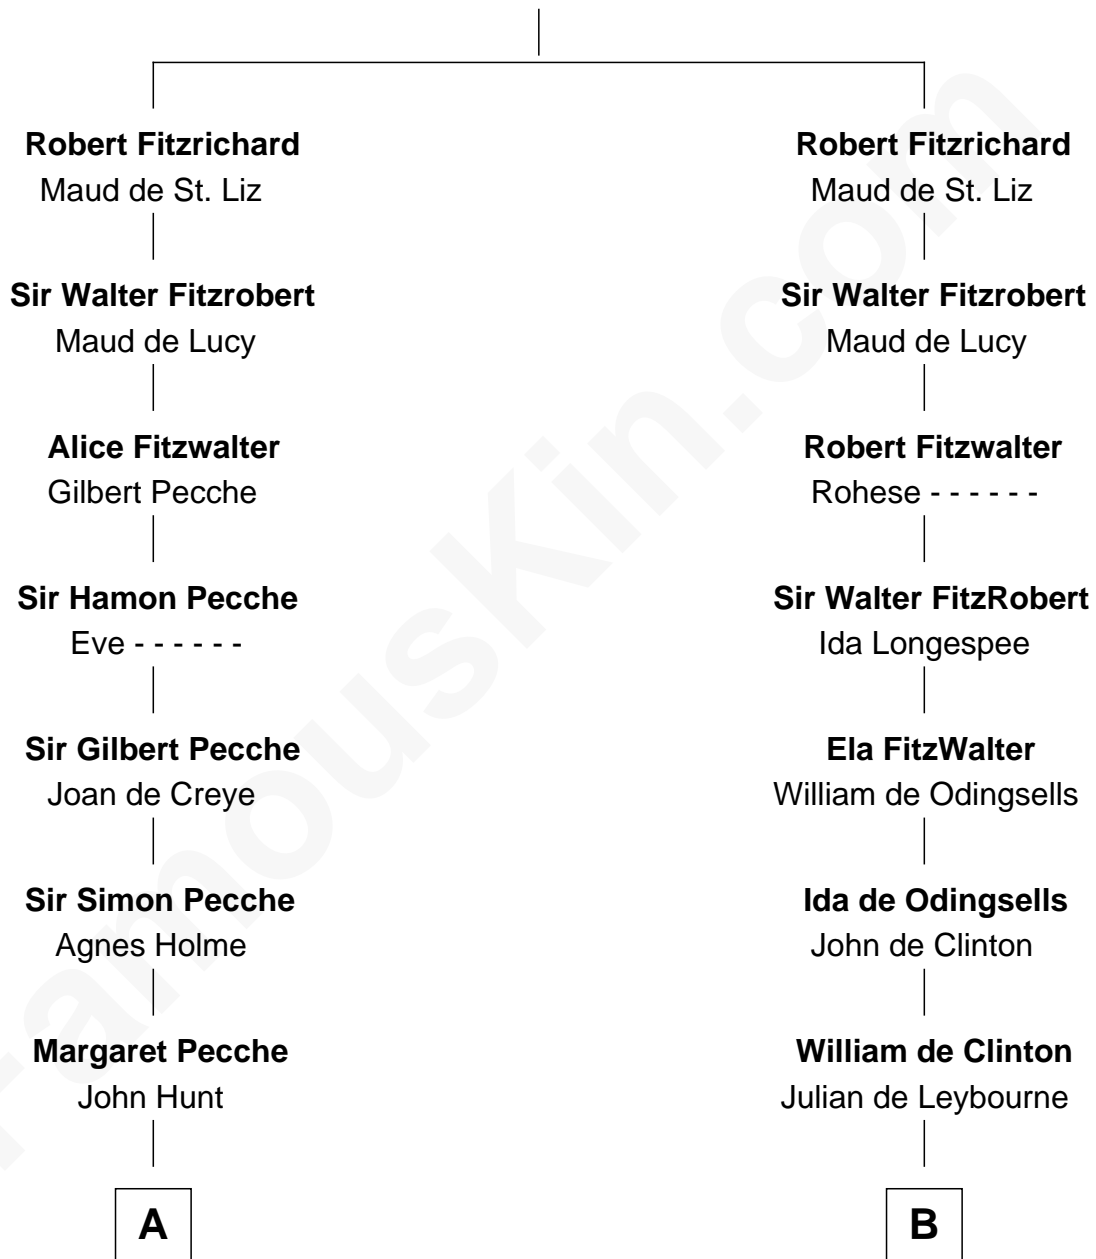 Robert Fitzrichard
Maud de St. Liz
Sir Walter Fitzrobert
Maud de Lucy
Alice Fitzwalter
Gilbert Pecche
Sir Hamon Pecche
Eve - - - - - -
Sir Gilbert Pecche
Joan de Creye
Sir Simon Pecche
Agnes Holme
Margaret Pecche
John Hunt
A
Robert Fitzrichard
Maud de St. Liz
Sir Walter Fitzrobert
Maud de Lucy
Robert Fitzwalter
Rohese - - - - - -
Sir Walter FitzRobert
Ida Longespee
Ela FitzWalter
William de Odingsells
Ida de Odingsells
John de Clinton
William de Clinton
Julian de Leybourne
B
FamousKin.com